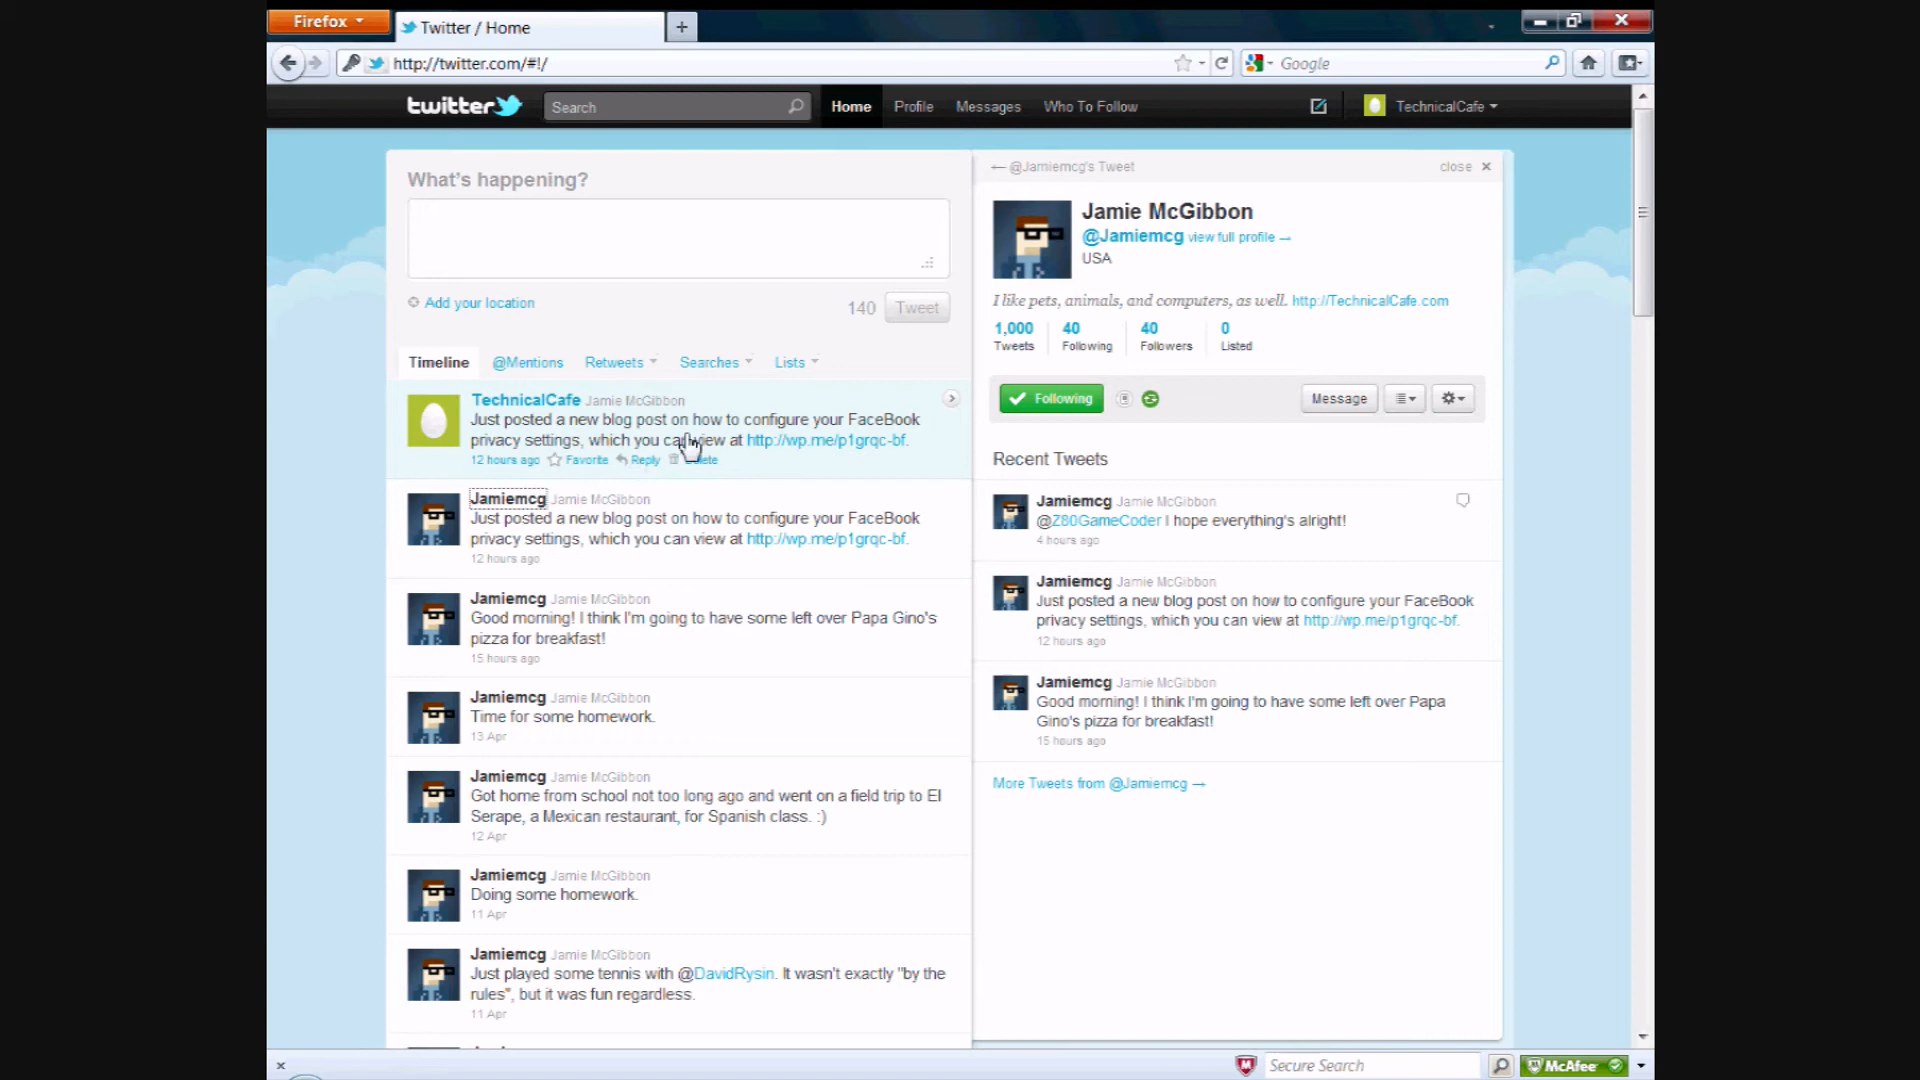 Firefox
Twitter / Home
http://twitter.com/#!/
Google
twitter
Search
Home
Profile
Messages
Who To Follow
TechnicalCafe
What's happening?
Add your location
140
Tweet
Timeline
@Mentions
Retweets
Searches
Lists
TechnicalCafe Jamie McGibbon
Just posted a new blog post on how to configure your FaceBook
privacy settings, which you can view at http://wp.me/p1grqc-bf.
12 hours ago Favorite Reply
Jamiemcg Jamie McGibbon
Just posted a new blog post on how to configure your FaceBook
privacy settings, which you can view at http://wp.me/p1grqc-bf.
12 hours ago
Jamiemcg Jamie McGibbon
Good morning! I think I'm going to have some left over Papa Gino's
pizza for breakfast!
15 hours ago
Jamiemcg Jamie McGibbon
Time for some homework.
13 Apr
Jamiemcg Jamie McGibbon
Got home from school not too long ago and went on a field trip to El
Serape, a Mexican restaurant, for Spanish class. :)
12 Apr
Jamiemcg Jamie McGibbon
Doing some homework.
11 Apr
Jamiemcg Jamie McGibbon
Just played some tennis with @DavidRysin. It wasn't exactly "by the
rules", but it was fun regardless.
11 Apr
← @Jamiemcg's Tweet
close ×
Jamie McGibbon
@Jamiemcg view full profile →
USA
I like pets, animals, and computers, as well. http://TechnicalCafe.com
1,000 40 40 0
Tweets Following Followers Listed
Following
Message
Recent Tweets
Jamiemcg Jamie McGibbon
@Z80GameCoder I hope everything's alright!
4 hours ago
Jamiemcg Jamie McGibbon
Just posted a new blog post on how to configure your FaceBook
privacy settings, which you can view at http://wp.me/p1grqc-bf.
12 hours ago
Jamiemcg Jamie McGibbon
Good morning! I think I'm going to have some left over Papa
Gino's pizza for breakfast!
15 hours ago
More Tweets from @Jamiemcg →
Secure Search
McAfee